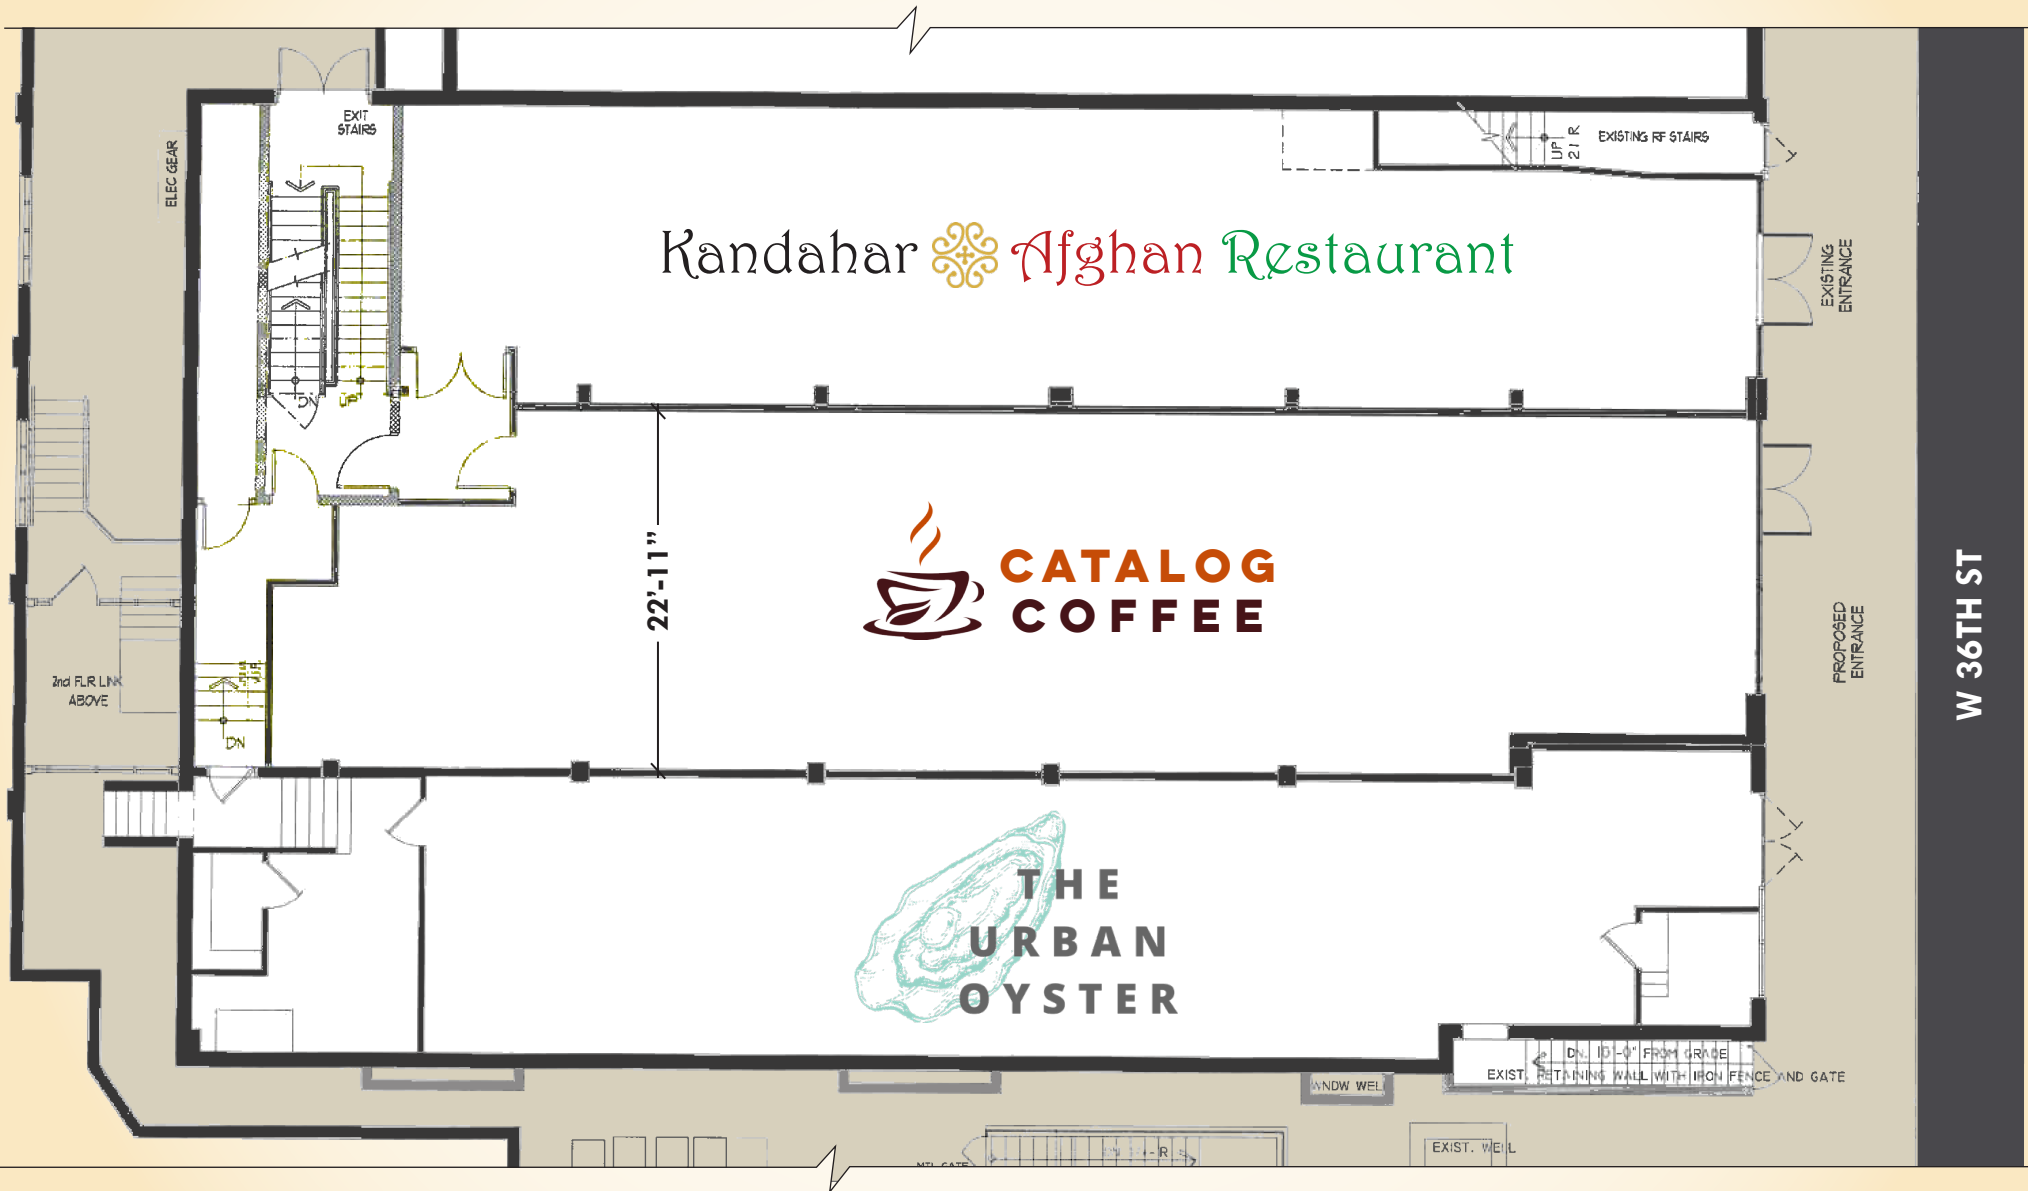 EXIT
STAIRS
ELEC GEAR
UP
21 R
EXISTING RF STAIRS
Kandahar Afghan Restaurant
EXISTING
ENTRANCE
DN
UP
22'-11"
CATALOG
COFFEE
W 36TH ST
PROPOSED
ENTRANCE
2nd FLR LINK
ABOVE
UP
DN
THE
URBAN
OYSTER
DN. 10'-0" FROM GRADE
EXIST. RETAINING WALL WITH IRON FENCE AND GATE
WNDW WELL
EXIST. WELL